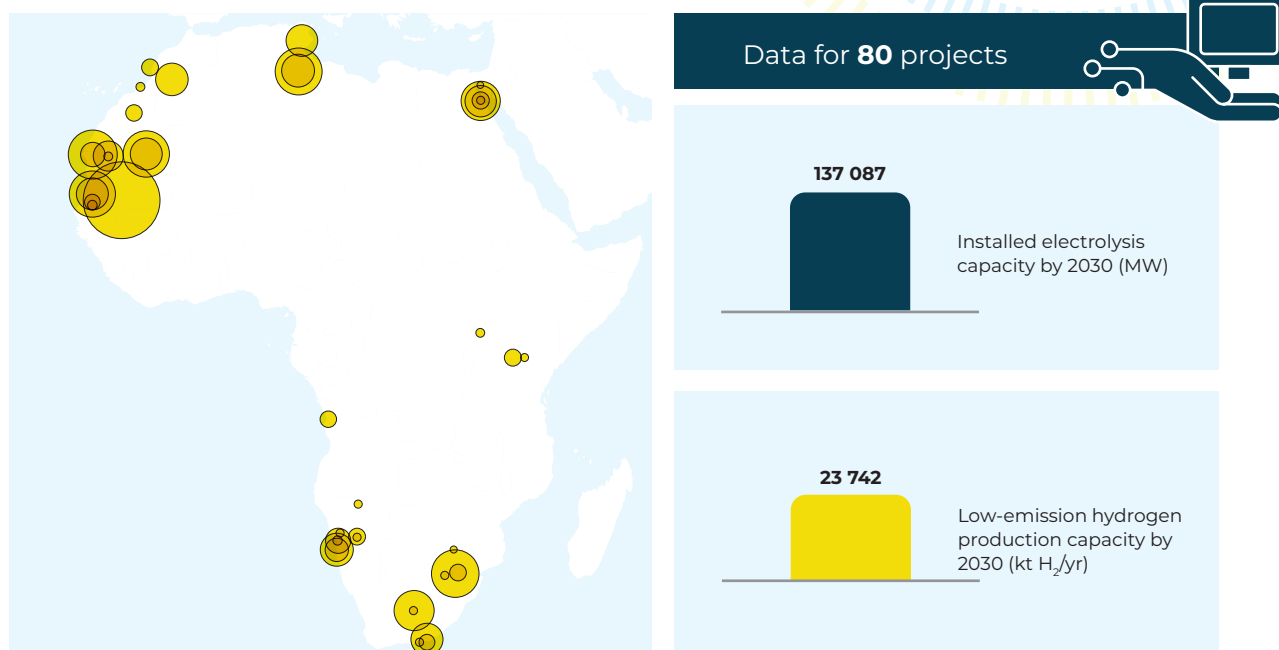 Data for 80 projects
137 087
Installed electrolysis
capacity by 2030 (MW)
23 742
Low-emission hydrogen
production capacity by
2030 (kt H₂/yr)